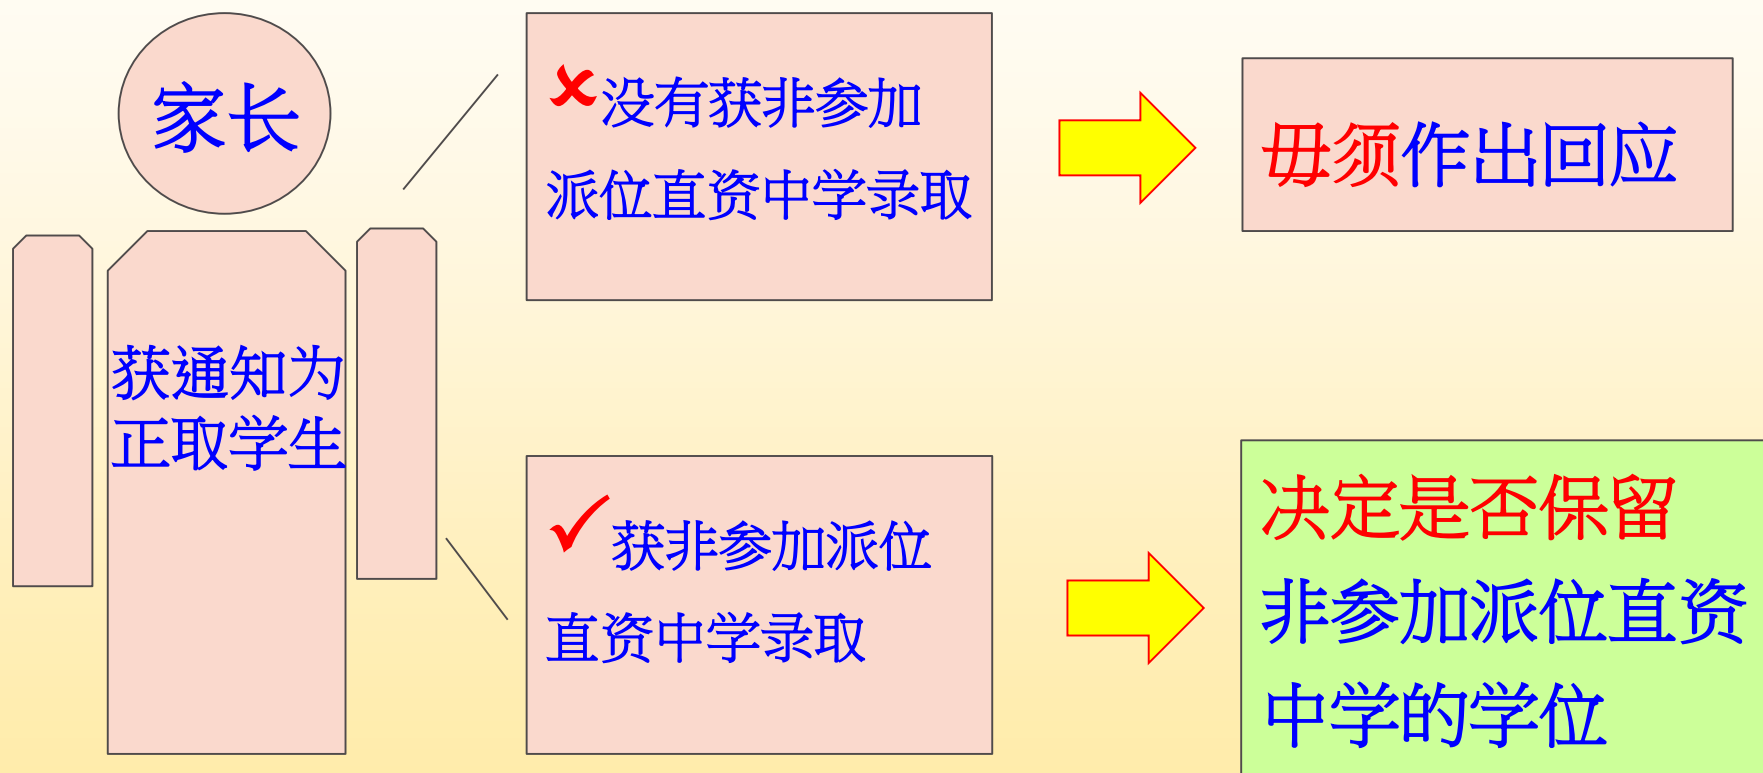 家长
获通知为
正取学生
✘没有获非参加
派位直资中学录取
毋须作出回应
✓获非参加派位
直资中学录取
决定是否保留
非参加派位直资
中学的学位